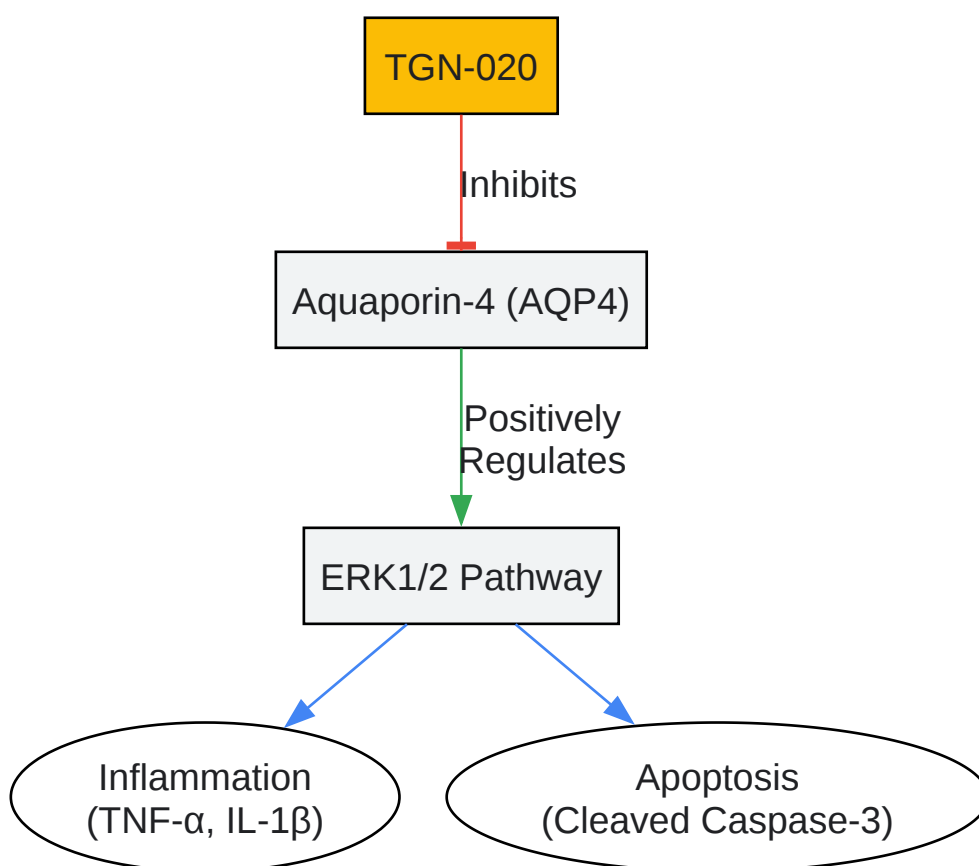 TGN-020
Inhibits
Aquaporin-4 (AQP4)
Positively
Regulates
ERK1/2 Pathway
Inflammation
(TNF-α, IL-1β)
Apoptosis
(Cleaved Caspase-3)